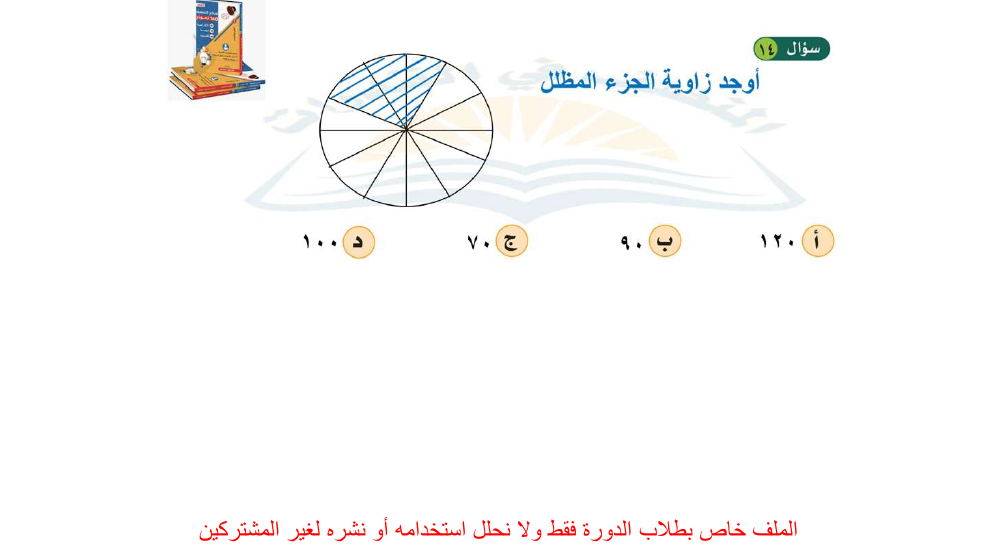 سؤال ١٤
أوجد زاوية الجزء المظلل
أ ١٢٠
ب ٩٠
ج ٧٠
د ١٠٠
الملف خاص بطلاب الدورة فقط ولا نحلل استخدامه أو نشره لغير المشتركين